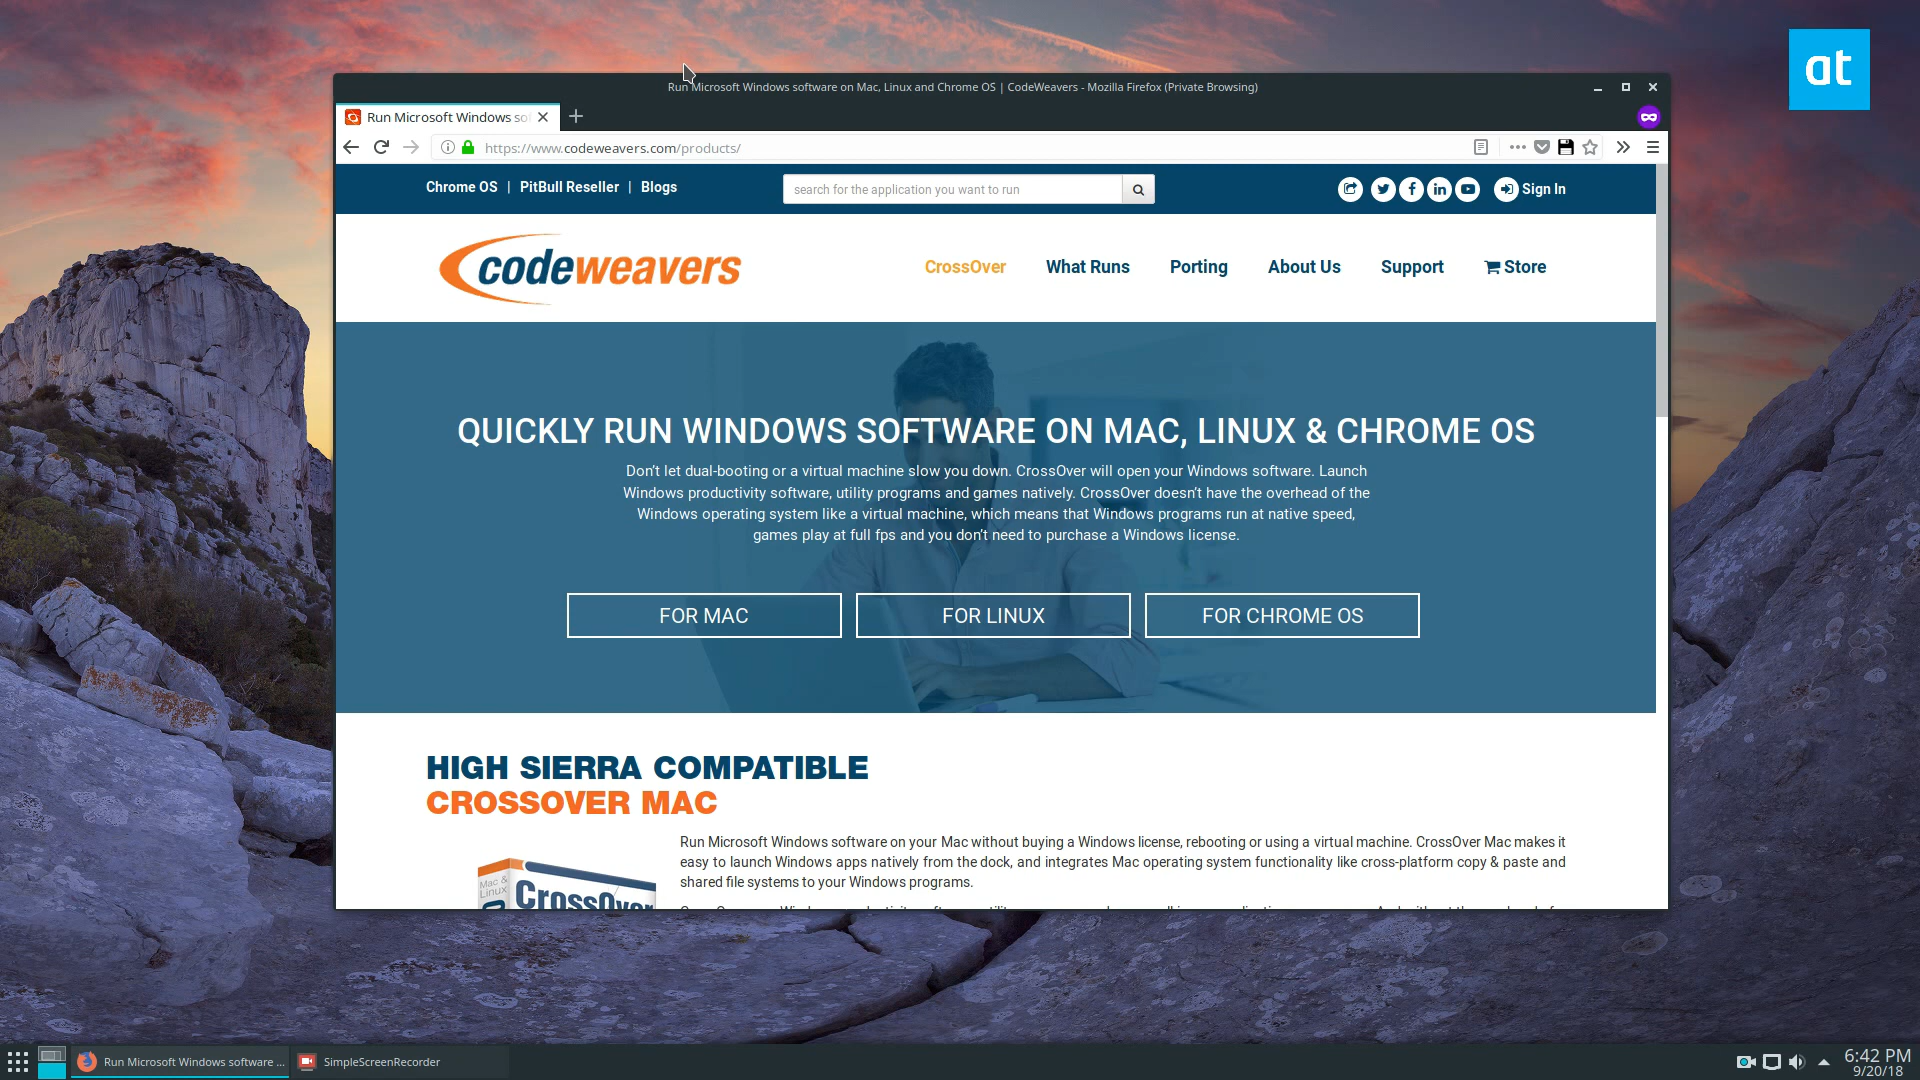 at
Run Microsoft Windows software on Mac, Linux and Chrome OS | CodeWeavers - Mozilla Firefox (Private Browsing)
Run Microsoft Windows so
https://www.codeweavers.com/products/
Chrome OS | PitBull Reseller | Blogs
search for the application you want to run
Sign In
codeweavers
CrossOver What Runs Porting About Us Support Store
QUICKLY RUN WINDOWS SOFTWARE ON MAC, LINUX & CHROME OS
Don’t let dual-booting or a virtual machine slow you down. CrossOver will open your Windows software. Launch
Windows productivity software, utility programs and games natively. CrossOver doesn’t have the overhead of the
Windows operating system like a virtual machine, which means that Windows programs run at native speed,
games play at full fps and you don’t need to purchase a Windows license.
FOR MAC FOR LINUX FOR CHROME OS
HIGH SIERRA COMPATIBLE
CROSSOVER MAC
Run Microsoft Windows software on your Mac without buying a Windows license, rebooting or using a virtual machine. CrossOver Mac makes it
easy to launch Windows apps natively from the dock, and integrates Mac operating system functionality like cross-platform copy & paste and
shared file systems to your Windows programs.
Mac &
Linux
CrossOver
Run Microsoft Windows software ...
SimpleScreenRecorder
6:42 PM
9/20/18